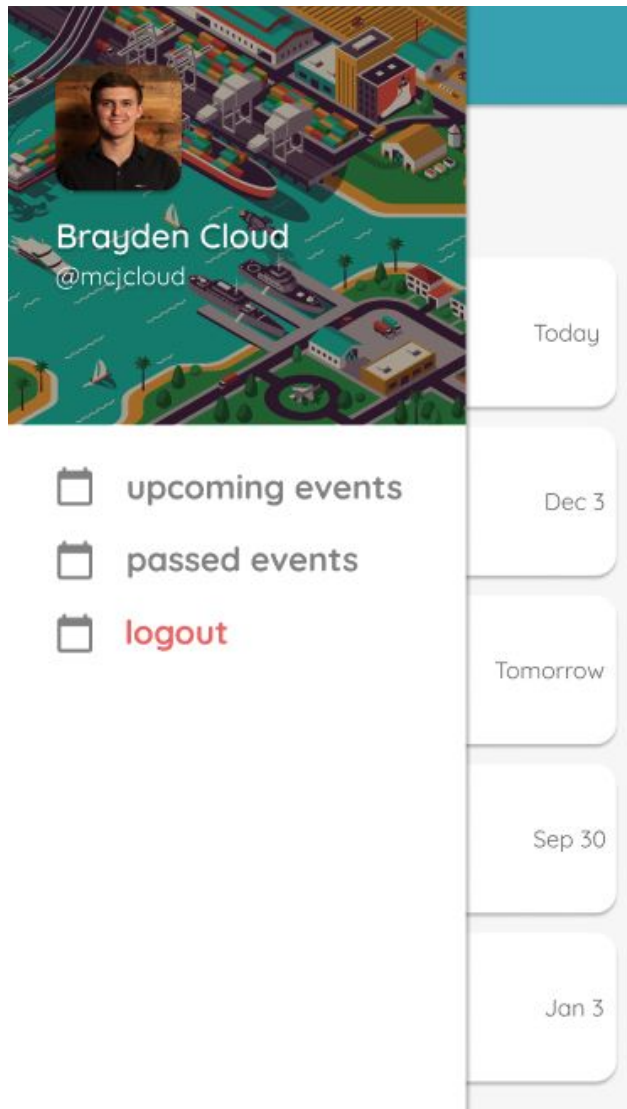 Brayden Cloud
@mcjcloud
upcoming events
passed events
logout
Today
Dec 3
Tomorrow
Sep 30
Jan 3